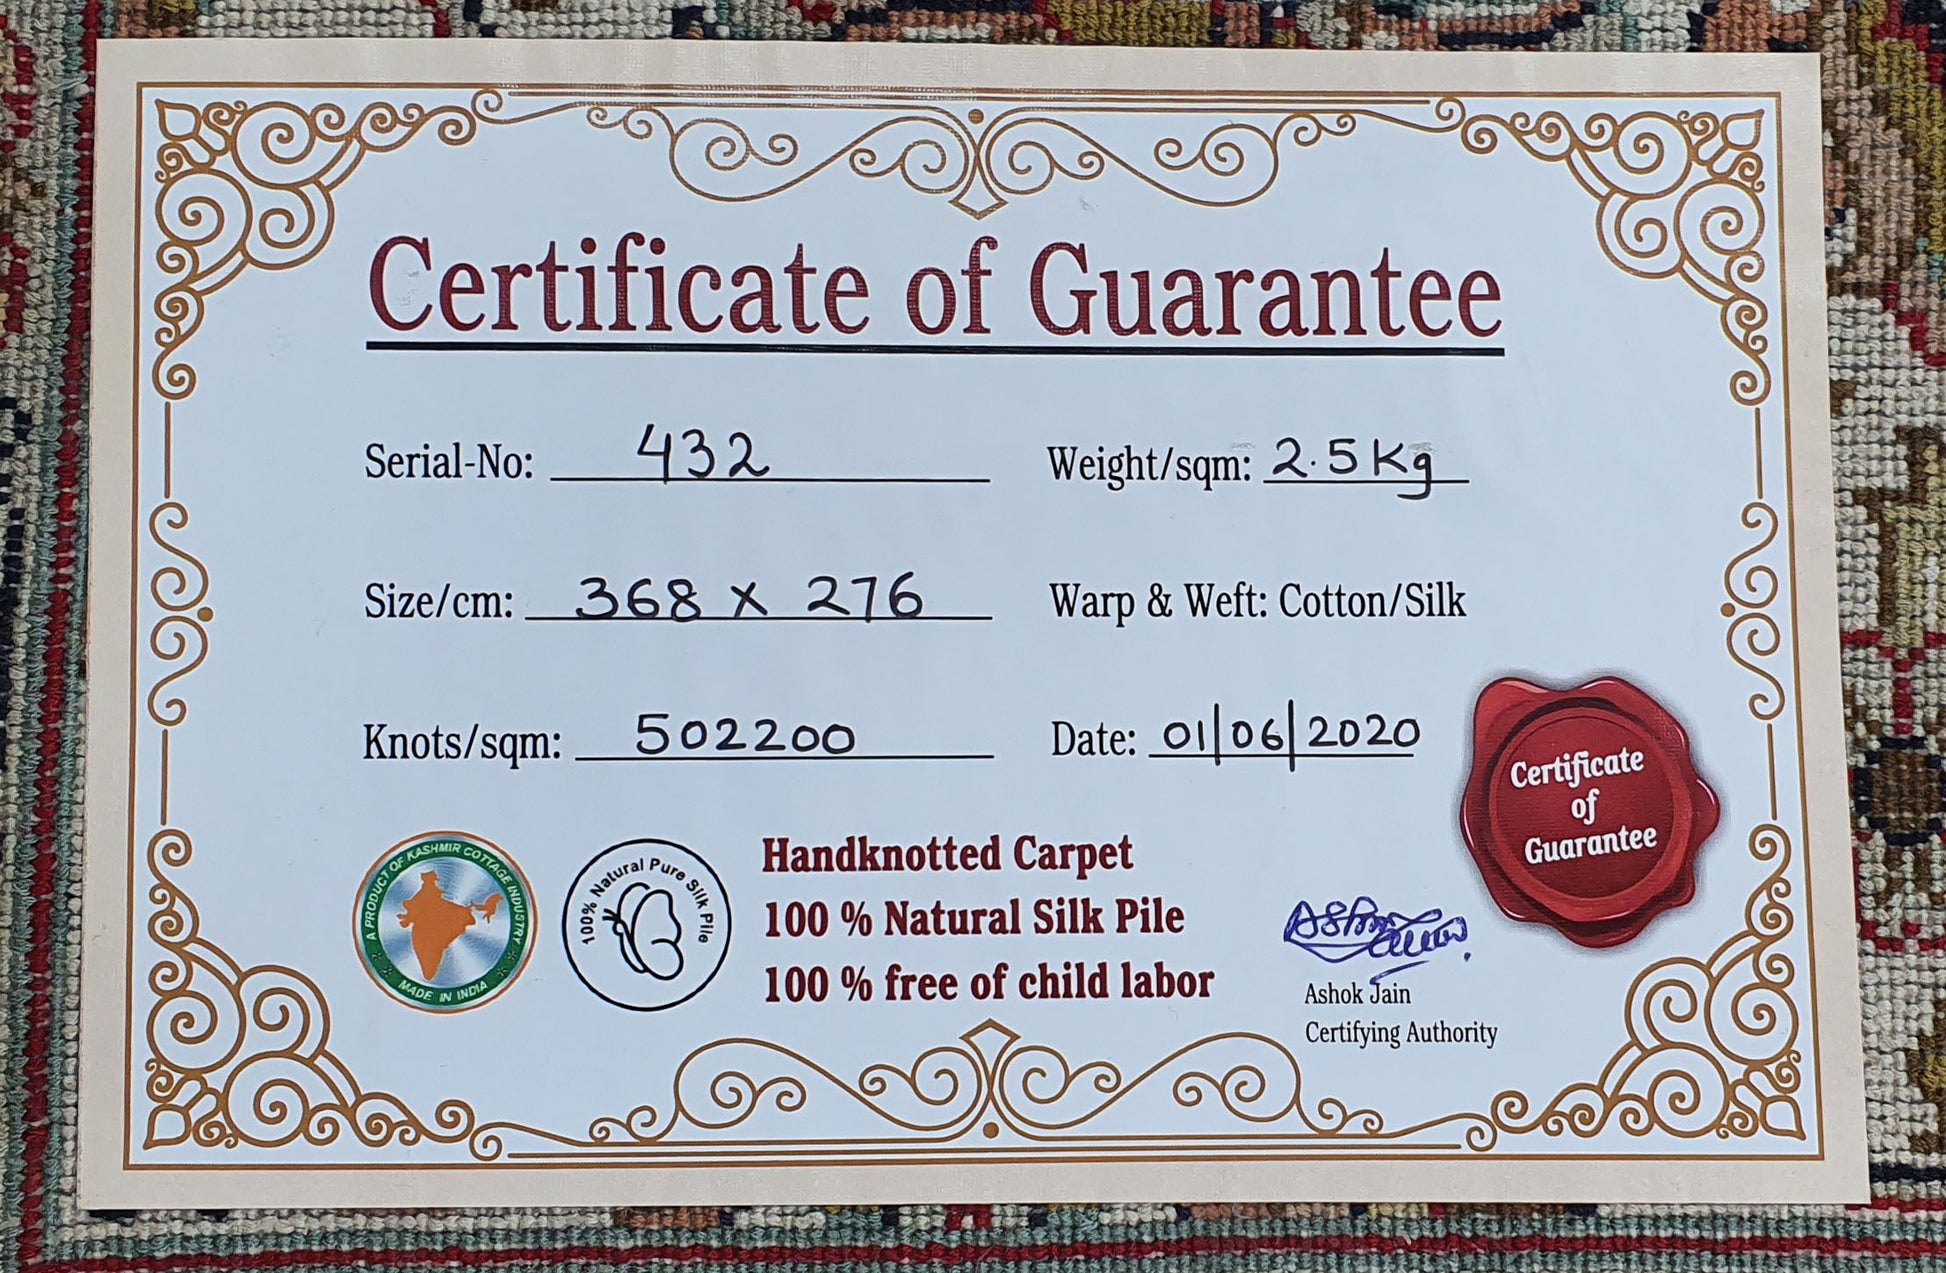 Certificate of Guarantee
Serial-No: 432
Weight/sqm: 2.5 Kg
Size/cm: 368 x 276
Warp & Weft: Cotton/Silk
Knots/sqm: 502200
Date: 01|06|2020
Certificate
of
Guarantee
A PRODUCT OF KASHMIR COTTAGE INDUSTRY
MADE IN INDIA
100% Natural Pure Silk Pile
Handknotted Carpet
100 % Natural Silk Pile
100 % free of child labor
Ashok Jain
Certifying Authority